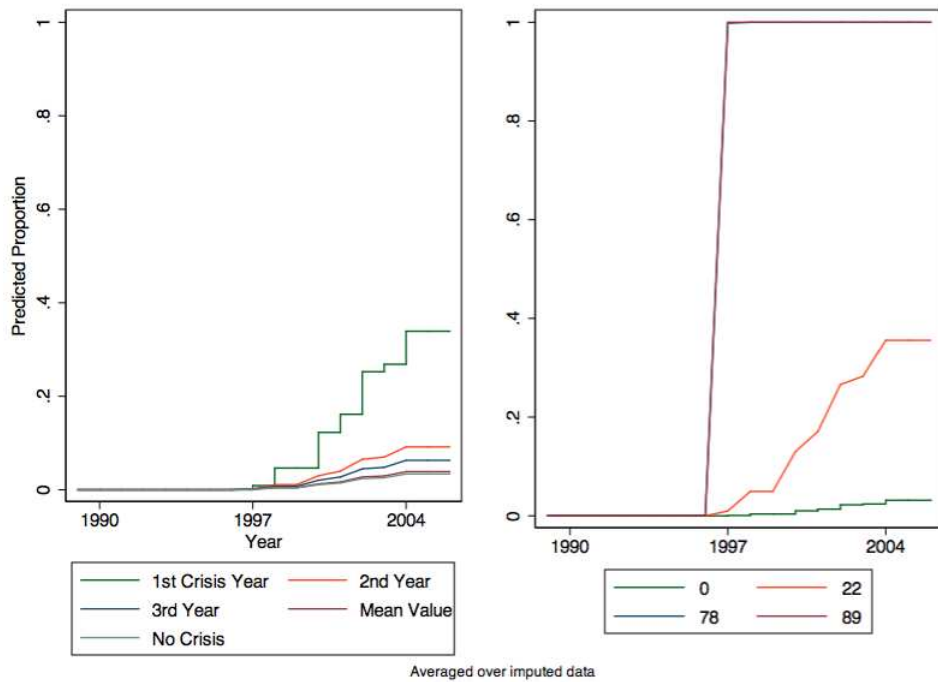 1
.8
.6
.4
.2
0
Predicted Proportion
1990 1997 2004
Year
1st Crisis Year 2nd Year
3rd Year Mean Value
No Crisis
1
.8
.6
.4
.2
0
1990 1997 2004
0 22
78 89
Averaged over imputed data